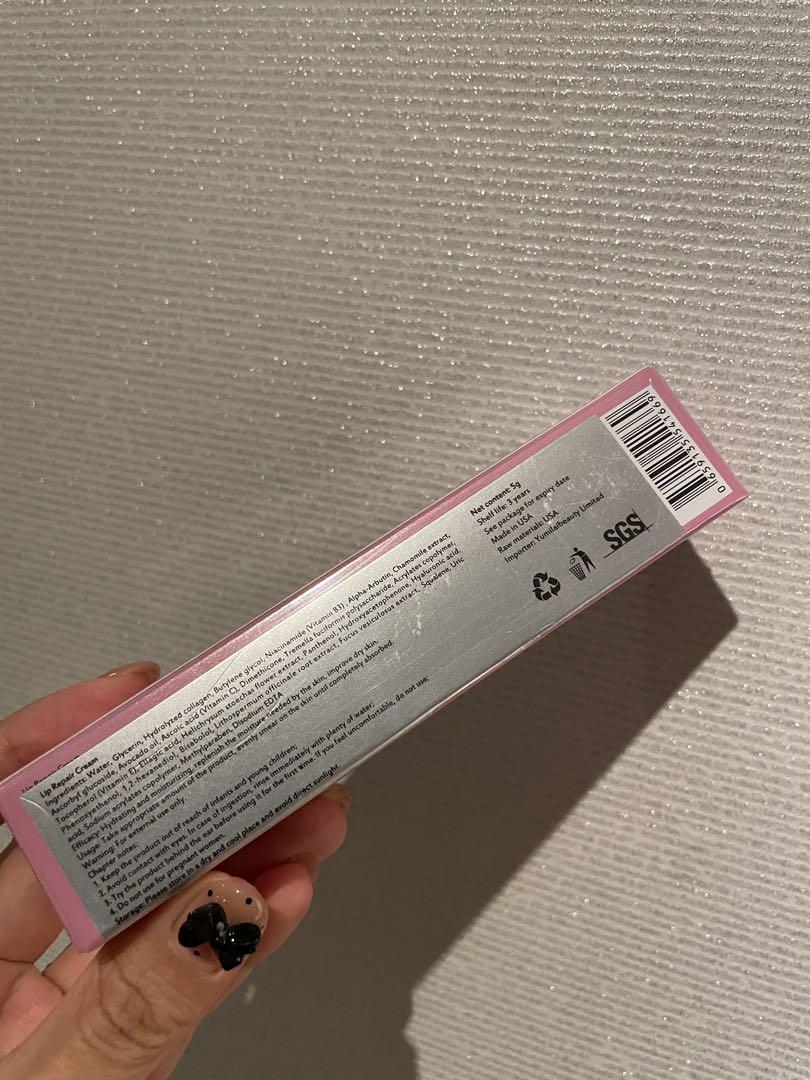 Lip Repair Cream
Ingredients: Water, Glycerin, Hydrolyzed collagen, Butylene glycol, Niacinamide (Vitamin B3), Alpha-Arbutin, Chamomile extract,
Ascorbyl glucoside, Avocado oil, Ascoic acid (Vitamin C), Dimethicone, Tremella fuciformis polysaccharide, Acrylates copolymer,
Tocopherol (Vitamin E), Ellagic acid, Helichrysum stoechas flower extract, Panthenol, Hydroxyacetophenone, Hyaluronic acid,
Phenoxyethanol, 1,2-hexanediol, Bisabolol, Lithospermum officinale root extract, Fucus vesiculosus extract, Squalene, Uric
acid, Sodium acrylates copolymer, Methylparaben, Disodium EDTA
Efficacy: Hydrating and moisturizing, replenish the moisture needed by the skin, improve dry skin.
Usage: Take appropriate amount of the product, evenly smear on the skin until completely absorbed.
Warning: For external use only.
Chapter notes:
1. Keep the product out of reach of infants and young children;
2. Avoid contact with eyes. In case of ingestion, rinse immediately with plenty of water;
3. Try the product behind the ear before using it for the first time. If you feel uncomfortable, do not use;
4. Do not use for pregnant women.
Storage: Please store in a dry and cool place and avoid direct sunlight.
Net content: 5g
Shelf life: 3 years
See package for expiry date
Made in USA
Raw materials: USA
Importer: Yumilabeauty Limited
SGS
0 65913 54166 9